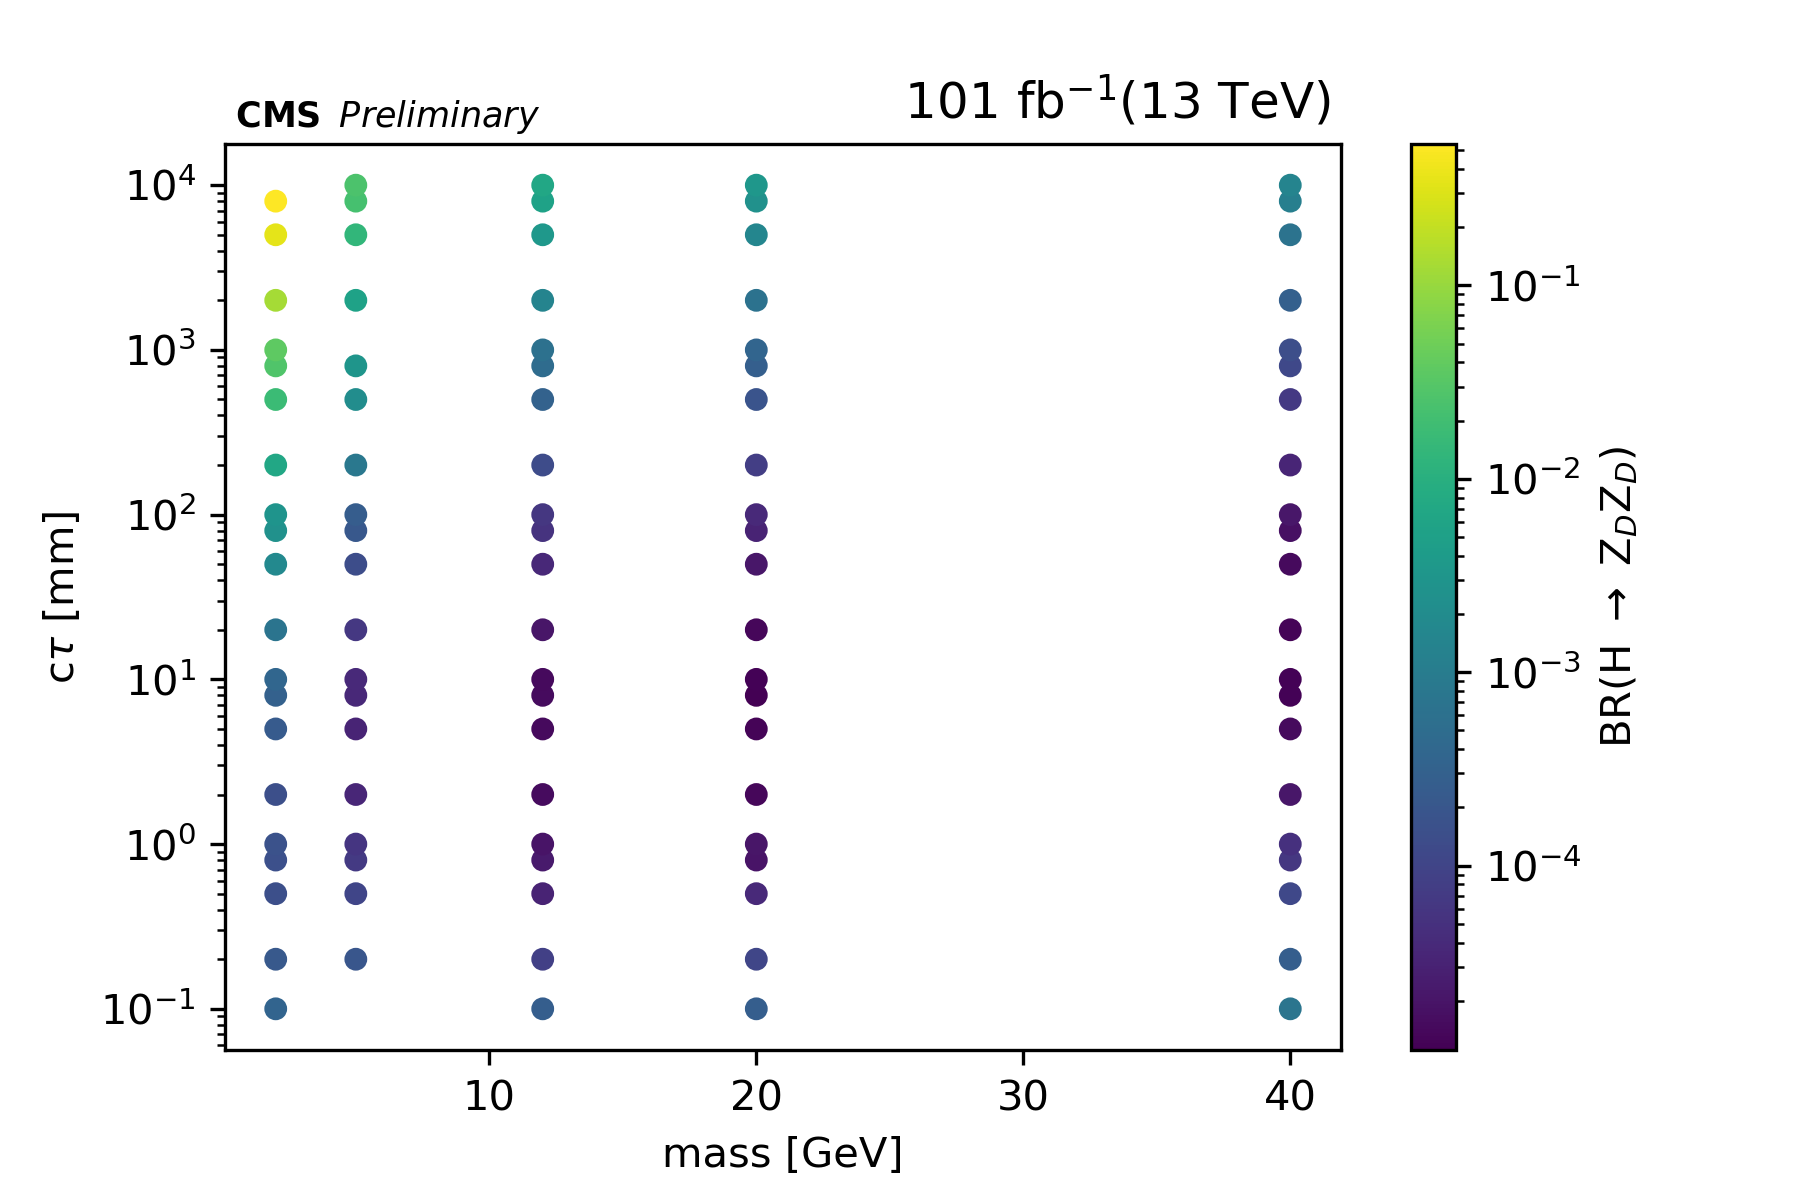 CMS Preliminary
101 fb⁻¹(13 TeV)
10⁴
10³
10²
10¹
10⁰
10⁻¹
cτ [mm]
10
20
30
40
mass [GeV]
10⁻¹
10⁻²
10⁻³
10⁻⁴
BR(H → Z_DZ_D)